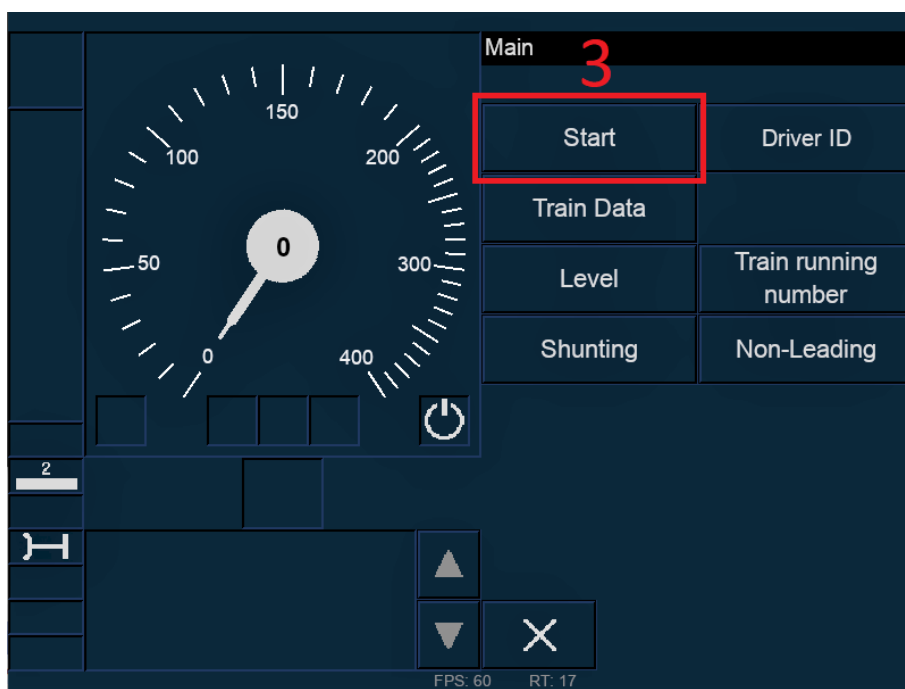 Main
3
Start
Driver ID
Train Data
Level
Train running
number
Shunting
Non-Leading
150
100
200
50
0
300
0
400
2
FPS: 60
RT: 17